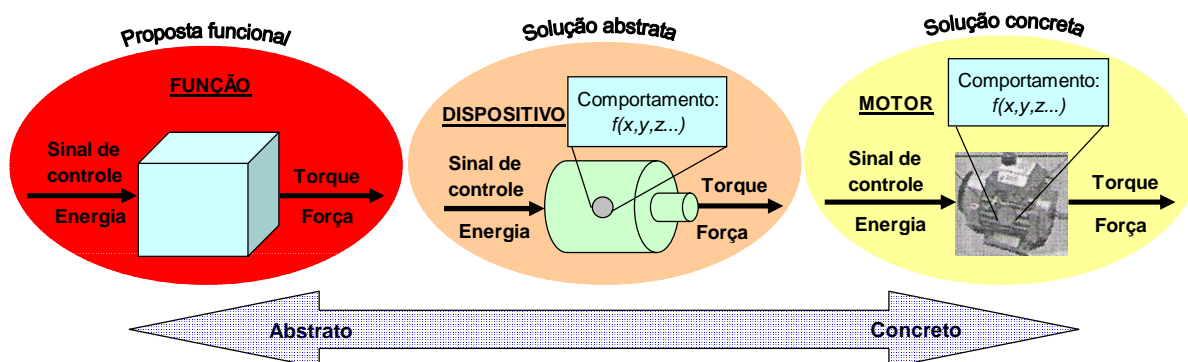 Proposta funcional
FUNÇÃO
Sinal de
controle
Energia
Torque
Força
Solução abstrata
DISPOSITIVO
Comportamento:
f(x,y,z...)
Sinal de
controle
Energia
Torque
Força
Solução concreta
MOTOR
Comportamento:
f(x,y,z...)
Sinal de
controle
Energia
Torque
Força
Abstrato
Concreto